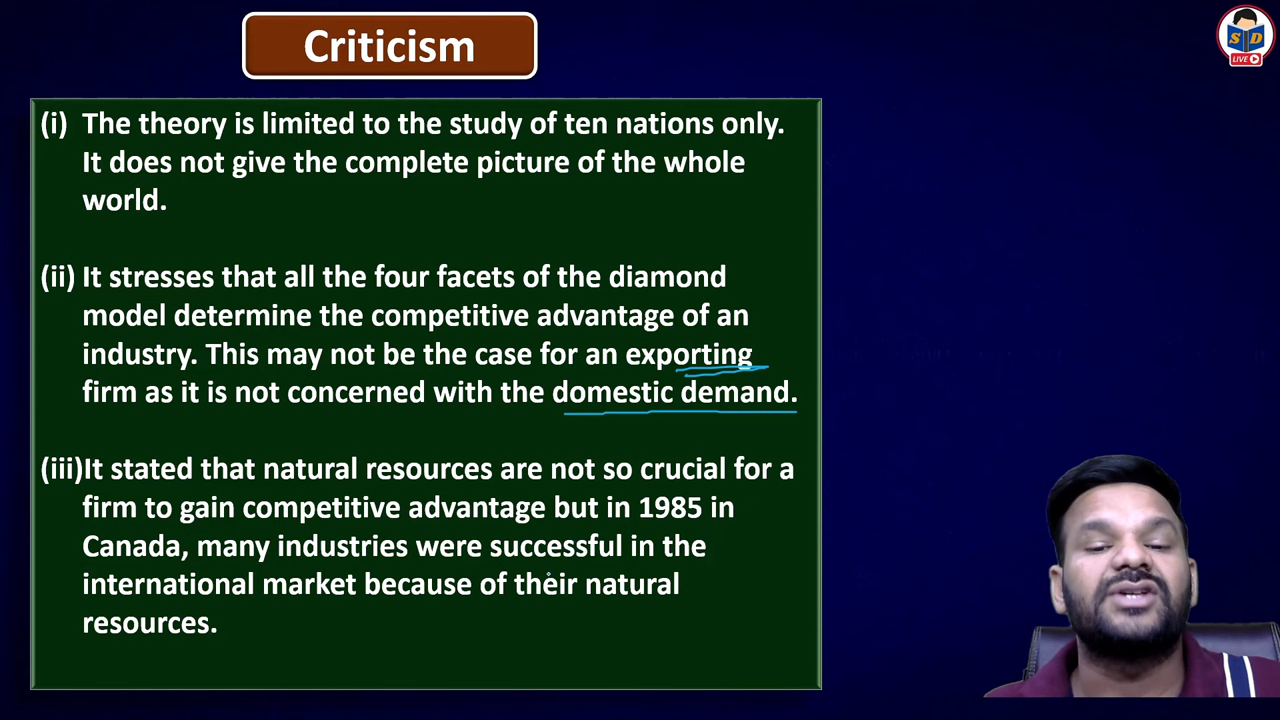 Criticism
S D
LIVE
(i) The theory is limited to the study of ten nations only.
It does not give the complete picture of the whole
world.
(ii) It stresses that all the four facets of the diamond
model determine the competitive advantage of an
industry. This may not be the case for an exporting
firm as it is not concerned with the domestic demand.
(iii)It stated that natural resources are not so crucial for a
firm to gain competitive advantage but in 1985 in
Canada, many industries were successful in the
international market because of their natural
resources.